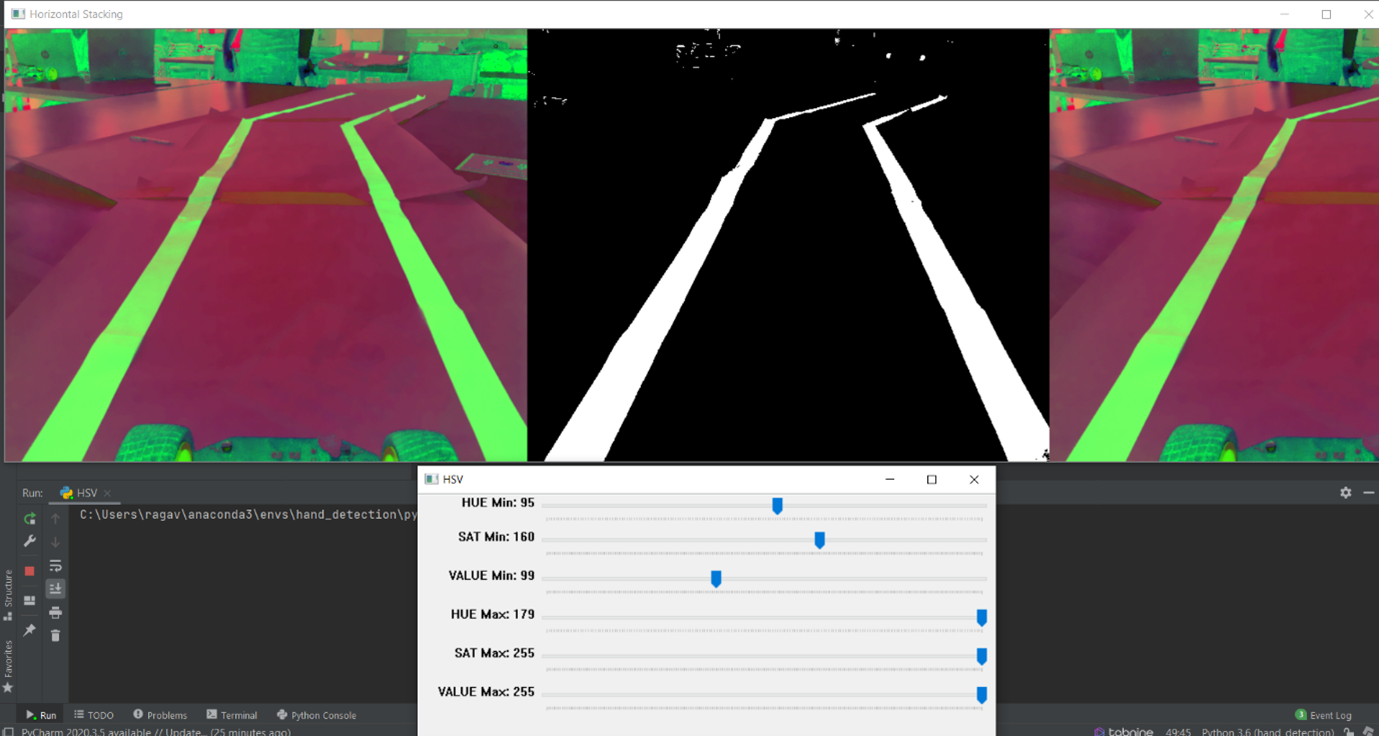 Horizontal Stacking
Run: HSV
C:\Users\ragav\anaconda3\envs\hand_detection\py
HSV
HUE Min: 95
SAT Min: 160
VALUE Min: 99
HUE Max: 179
SAT Max: 255
VALUE Max: 255
Structure
Favorites
Run TODO Problems Terminal Python Console Event Log
PyCharm 2020.3.5 available // Update... (25 minutes ago) tabnine 49:45 Python 3.6 (hand_detection)